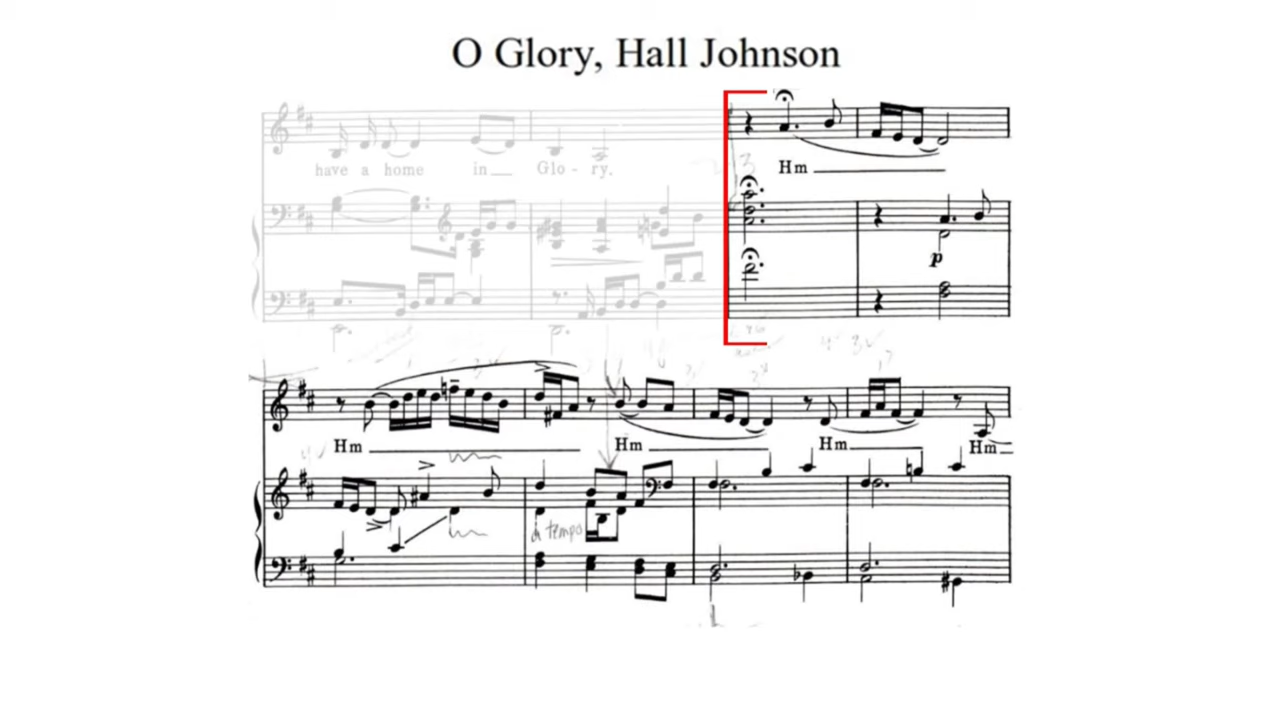 O Glory, Hall Johnson
have a home in Glo - ry.
Hm
p
Hm Hm Hm Hm
a tempo